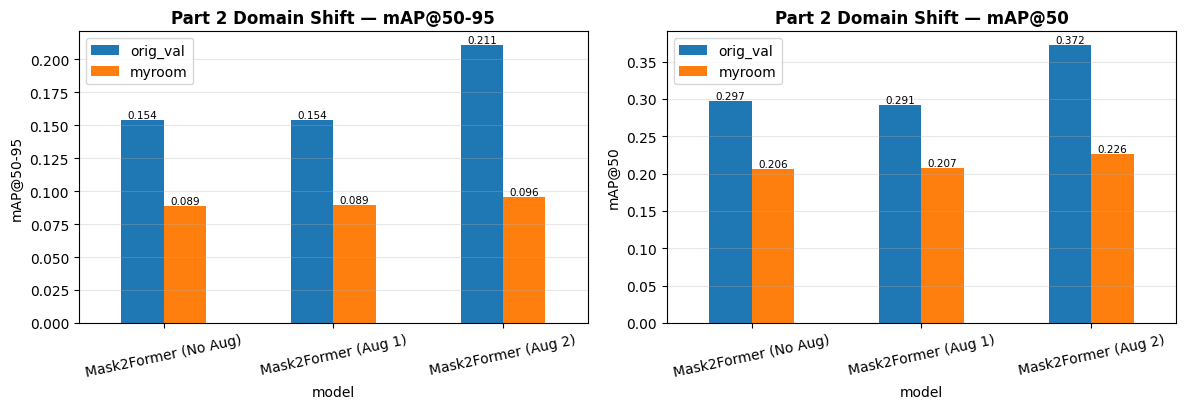 Part 2 Domain Shift — mAP@50-95
orig_val
myroom
0.200
0.175
0.150
0.125
0.100
0.075
0.050
0.025
0.000
mAP@50-95
0.154
0.089
0.154
0.089
0.211
0.096
Mask2Former (No Aug)
Mask2Former (Aug 1)
Mask2Former (Aug 2)
model
Part 2 Domain Shift — mAP@50
orig_val
myroom
0.35
0.30
0.25
0.20
0.15
0.10
0.05
0.00
mAP@50
0.297
0.206
0.291
0.207
0.372
0.226
Mask2Former (No Aug)
Mask2Former (Aug 1)
Mask2Former (Aug 2)
model